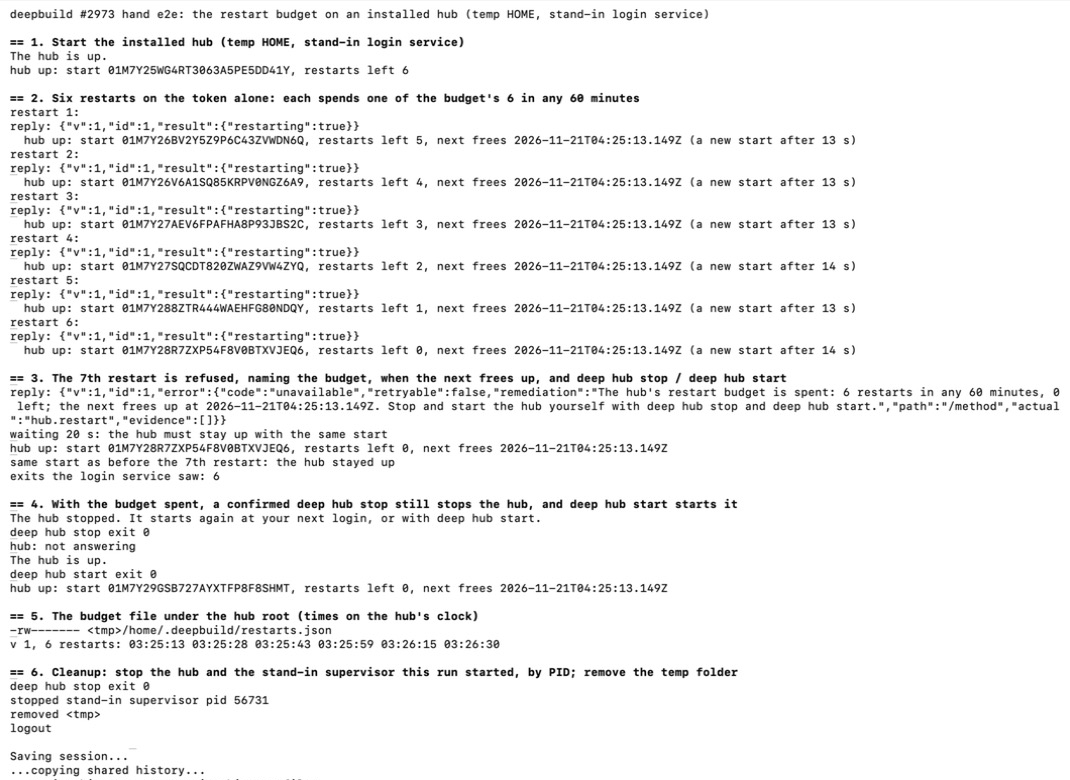 deepbuild #2973 hand e2e: the restart budget on an installed hub (temp HOME, stand-in login service)
== 1. Start the installed hub (temp HOME, stand-in login service)
The hub is up.
hub up: start 01M7Y25WG4RT3063A5PE5DD41Y, restarts left 6
== 2. Six restarts on the token alone: each spends one of the budget's 6 in any 60 minutes
restart 1:
reply: {"v":1,"id":1,"result":{"restarting":true}}
hub up: start 01M7Y26BV2Y5Z9P6C43ZVWDN6Q, restarts left 5, next frees 2026-11-21T04:25:13.149Z (a new start after 13 s)
restart 2:
reply: {"v":1,"id":1,"result":{"restarting":true}}
hub up: start 01M7Y26V6A1SQ85KRPV0NGZ6A9, restarts left 4, next frees 2026-11-21T04:25:13.149Z (a new start after 13 s)
restart 3:
reply: {"v":1,"id":1,"result":{"restarting":true}}
hub up: start 01M7Y27AEV6FPAFHA8P93JBS2C, restarts left 3, next frees 2026-11-21T04:25:13.149Z (a new start after 13 s)
restart 4:
reply: {"v":1,"id":1,"result":{"restarting":true}}
hub up: start 01M7Y27SQCDT820ZWAZ9VW4ZYQ, restarts left 2, next frees 2026-11-21T04:25:13.149Z (a new start after 14 s)
restart 5:
reply: {"v":1,"id":1,"result":{"restarting":true}}
hub up: start 01M7Y288ZTR444WAEHFG80NDQY, restarts left 1, next frees 2026-11-21T04:25:13.149Z (a new start after 13 s)
restart 6:
reply: {"v":1,"id":1,"result":{"restarting":true}}
hub up: start 01M7Y28R7ZXP54F8V0BTXVJEQ6, restarts left 0, next frees 2026-11-21T04:25:13.149Z (a new start after 14 s)
== 3. The 7th restart is refused, naming the budget, when the next frees up, and deep hub stop / deep hub start
reply: {"v":1,"id":1,"error":{"code":"unavailable","retryable":false,"remediation":"The hub's restart budget is spent: 6 restarts in any 60 minutes, 0
left; the next frees up at 2026-11-21T04:25:13.149Z. Stop and start the hub yourself with deep hub stop and deep hub start.","path":"/method","actual
":"hub.restart","evidence":[]}}
waiting 20 s: the hub must stay up with the same start
hub up: start 01M7Y28R7ZXP54F8V0BTXVJEQ6, restarts left 0, next frees 2026-11-21T04:25:13.149Z
same start as before the 7th restart: the hub stayed up
exits the login service saw: 6
== 4. With the budget spent, a confirmed deep hub stop still stops the hub, and deep hub start starts it
The hub stopped. It starts again at your next login, or with deep hub start.
deep hub stop exit 0
hub: not answering
The hub is up.
deep hub start exit 0
hub up: start 01M7Y29GSB727AYXTFP8F8SHMT, restarts left 0, next frees 2026-11-21T04:25:13.149Z
== 5. The budget file under the hub root (times on the hub's clock)
-rw------- <tmp>/home/.deepbuild/restarts.json
v 1, 6 restarts: 03:25:13 03:25:28 03:25:43 03:25:59 03:26:15 03:26:30
== 6. Cleanup: stop the hub and the stand-in supervisor this run started, by PID; remove the temp folder
deep hub stop exit 0
stopped stand-in supervisor pid 56731
removed <tmp>
logout
Saving session...
...copying shared history...